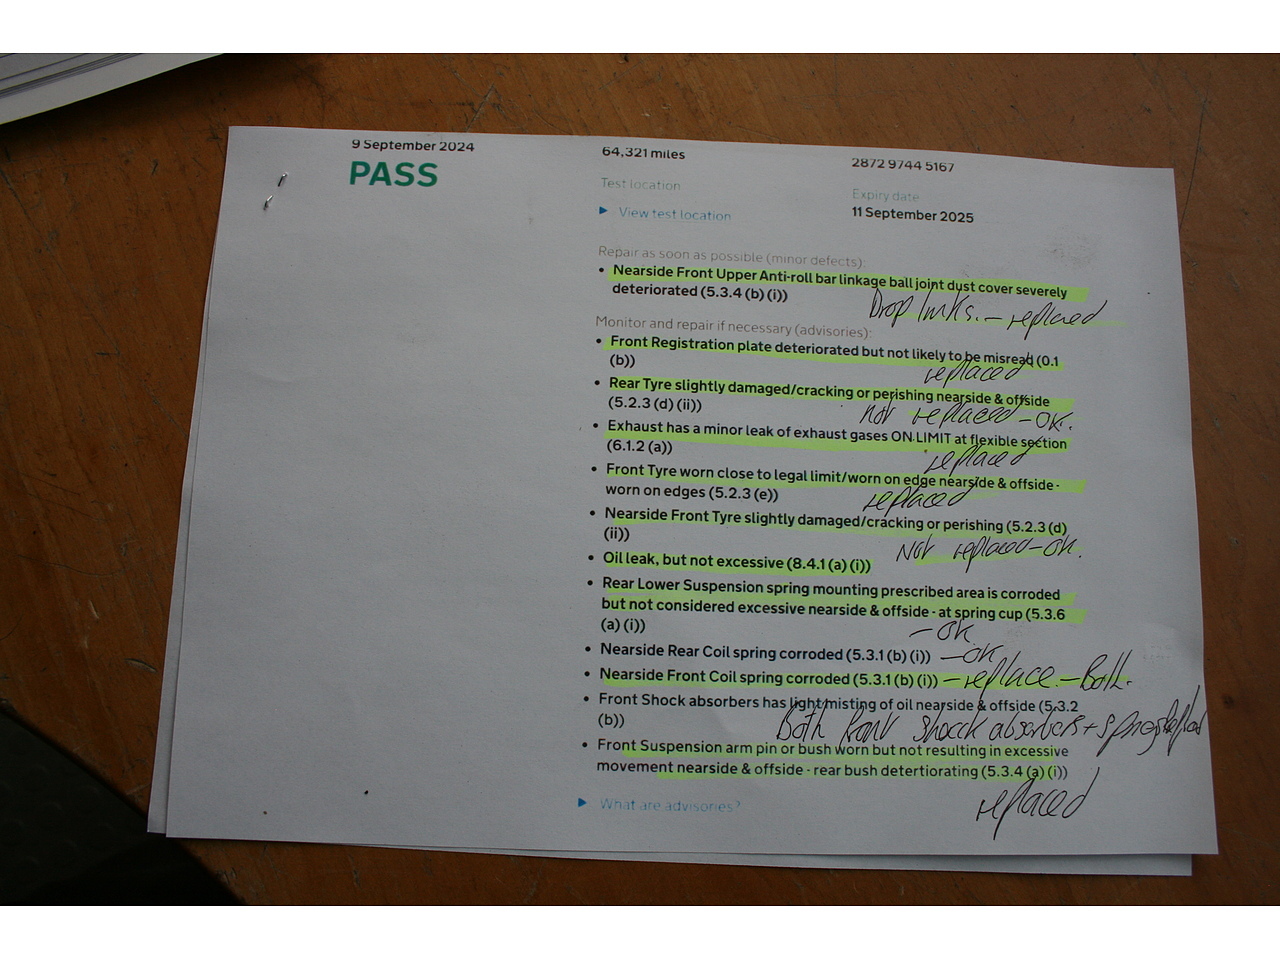 9 September 2024
64,321 miles
2872 9744 5167
PASS
Test location
Expiry date
View test location
11 September 2025
Repair as soon as possible (minor defects):
• Nearside Front Upper Anti-roll bar linkage ball joint dust cover severely
deteriorated (5.3.4 (b) (i))
Drop links. - replaced
Monitor and repair if necessary (advisories):
• Front Registration plate deteriorated but not likely to be misread (0.1
(b))
replaced
• Rear Tyre slightly damaged/cracking or perishing nearside & offside
(5.2.3 (d) (ii))
not replaced - OK.
• Exhaust has a minor leak of exhaust gases ON LIMIT at flexible section
(6.1.2 (a))
replaced
• Front Tyre worn close to legal limit/worn on edge nearside & offside -
worn on edges (5.2.3 (e))
replaced
• Nearside Front Tyre slightly damaged/cracking or perishing (5.2.3 (d)
(ii))
Not replaced - OK.
• Oil leak, but not excessive (8.4.1 (a) (i))
• Rear Lower Suspension spring mounting prescribed area is corroded
but not considered excessive nearside & offside - at spring cup (5.3.6
(a) (i))
- OK
• Nearside Rear Coil spring corroded (5.3.1 (b) (i)) - OK
• Nearside Front Coil spring corroded (5.3.1 (b) (i)) - replace. - Both.
• Front Shock absorbers has light misting of oil nearside & offside (5.3.2
(b))
Both front shock absorbers + springs
• Front Suspension arm pin or bush worn but not resulting in excessive
movement nearside & offside - rear bush detertiorating (5.3.4 (a) (i))
replaced
What are advisories?